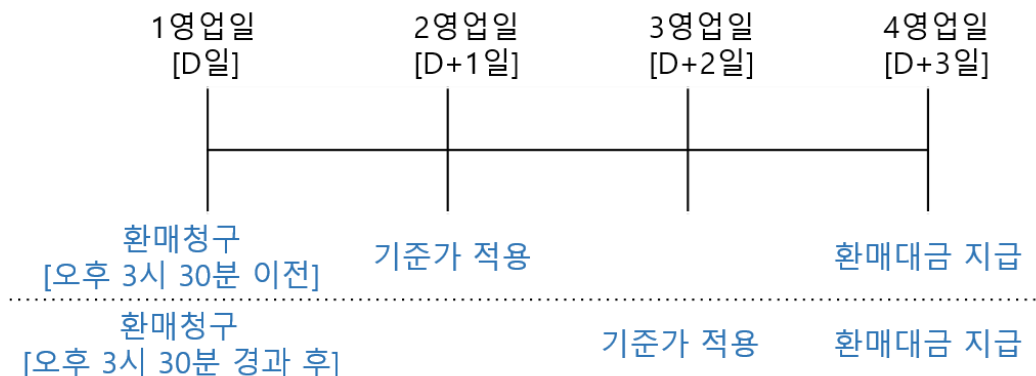 1영업일 2영업일 3영업일 4영업일
[D일] [D+1일] [D+2일] [D+3일]
환매청구
[오후 3시 30분 이전]
기준가 적용
환매대금 지급
환매청구
[오후 3시 30분 경과 후]
기준가 적용
환매대금 지급